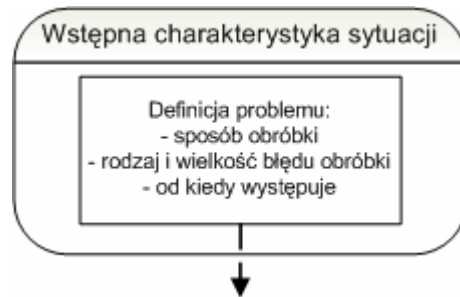 Wstępna charakterystyka sytuacji
Definicja problemu:
- sposób obróbki
- rodzaj i wielkość błędu obróbki
- od kiedy występuje